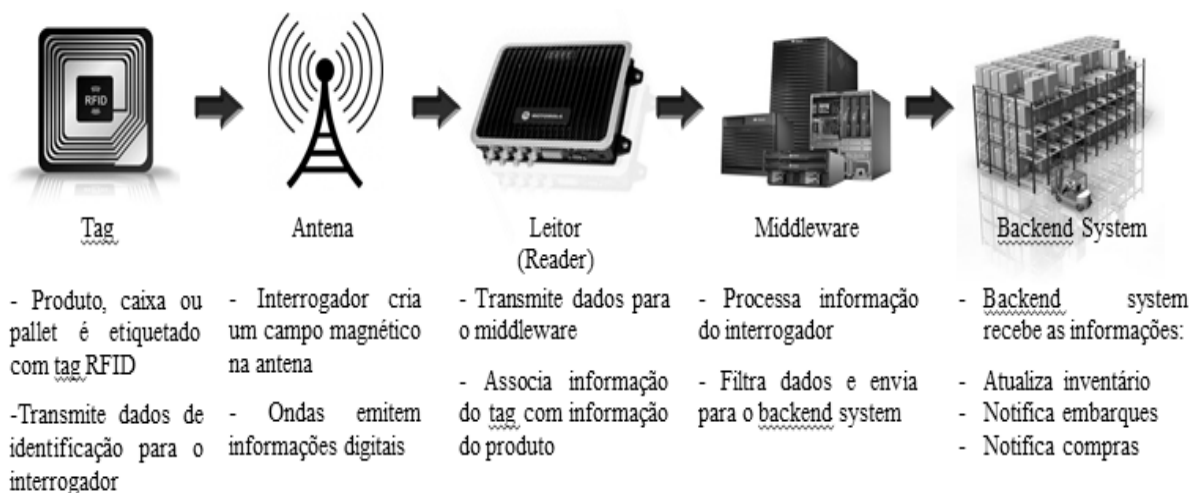 RFID
MOTOROLA
Tag
Antena
Leitor
(Reader)
Middleware
Backend System
- Produto, caixa ou
pallet é etiquetado
com tag RFID
-Transmite dados de
identificação para o
interrogador
- Interrogador cria
um campo magnético
na antena
- Ondas emitem
informações digitais
- Transmite dados para
o middleware
- Associa informação
do tag com informação
do produto
- Processa informação
do interrogador
- Filtra dados e envia
para o backend system
- Backend system
recebe as informações:
- Atualiza inventário
- Notifica embarques
- Notifica compras